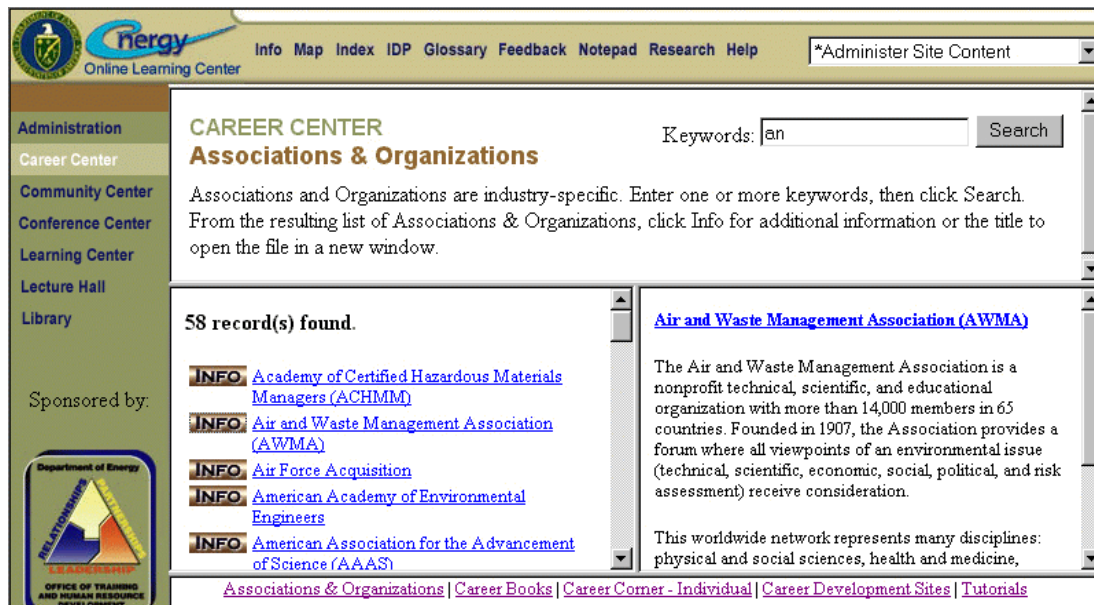 Energy
Online Learning Center
Info Map Index IDP Glossary Feedback Notepad Research Help
*Administer Site Content
Administration
Career Center
Community Center
Conference Center
Learning Center
Lecture Hall
Library
Sponsored by:
Department of Energy
RELATIONSHIPS
PARTNERSHIPS
LEADERSHIP
OFFICE OF TRAINING
AND HUMAN RESOURCE
DEVELOPMENT
CAREER CENTER
Associations & Organizations
Keywords: an Search
Associations and Organizations are industry-specific. Enter one or more keywords, then click Search.
From the resulting list of Associations & Organizations, click Info for additional information or the title to
open the file in a new window.
58 record(s) found.
INFO Academy of Certified Hazardous Materials
Managers (ACHMM)
INFO Air and Waste Management Association
(AWMA)
INFO Air Force Acquisition
INFO American Academy of Environmental
Engineers
INFO American Association for the Advancement
of Science (AAAS)
Air and Waste Management Association (AWMA)
The Air and Waste Management Association is a
nonprofit technical, scientific, and educational
organization with more than 14,000 members in 65
countries. Founded in 1907, the Association provides a
forum where all viewpoints of an environmental issue
(technical, scientific, economic, social, political, and risk
assessment) receive consideration.
This worldwide network represents many disciplines:
physical and social sciences, health and medicine,
Associations & Organizations | Career Books | Career Corner - Individual | Career Development Sites | Tutorials